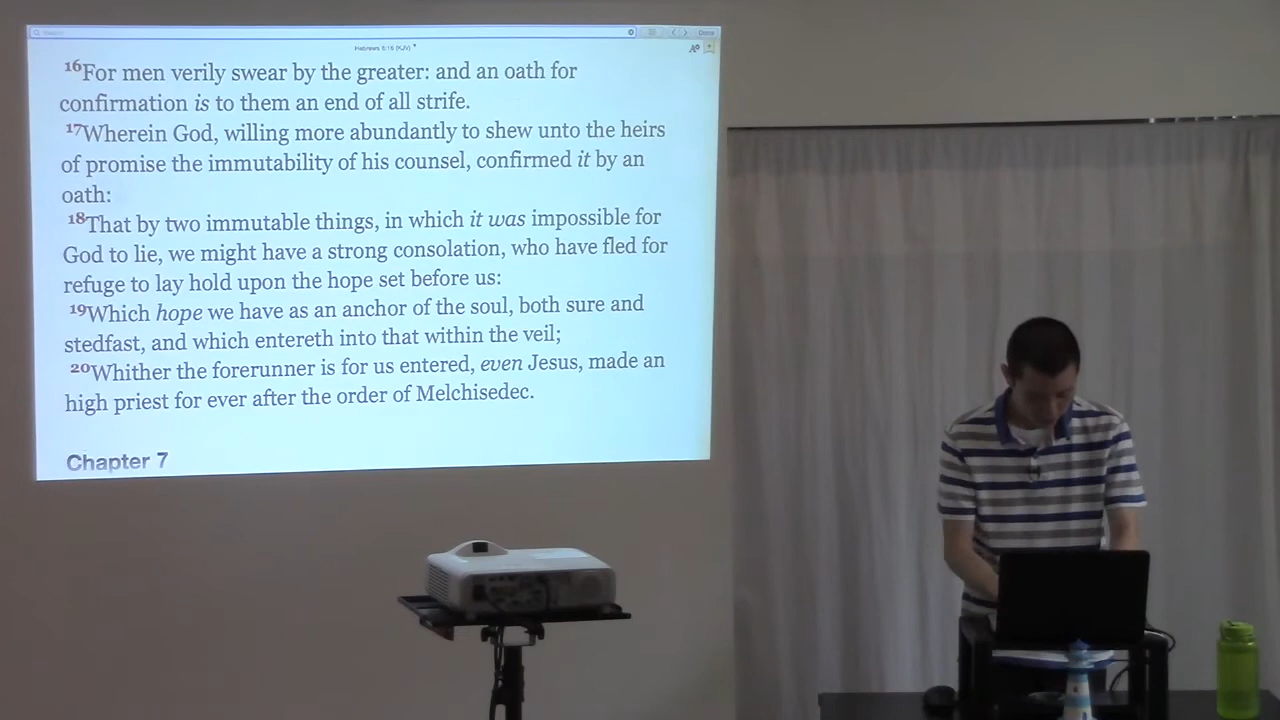 Search
Done
Hebrews 6:16 (KJV)
16For men verily swear by the greater: and an oath for
confirmation is to them an end of all strife.
17Wherein God, willing more abundantly to shew unto the heirs
of promise the immutability of his counsel, confirmed it by an
oath:
18That by two immutable things, in which it was impossible for
God to lie, we might have a strong consolation, who have fled for
refuge to lay hold upon the hope set before us:
19Which hope we have as an anchor of the soul, both sure and
stedfast, and which entereth into that within the veil;
20Whither the forerunner is for us entered, even Jesus, made an
high priest for ever after the order of Melchisedec.
Chapter 7